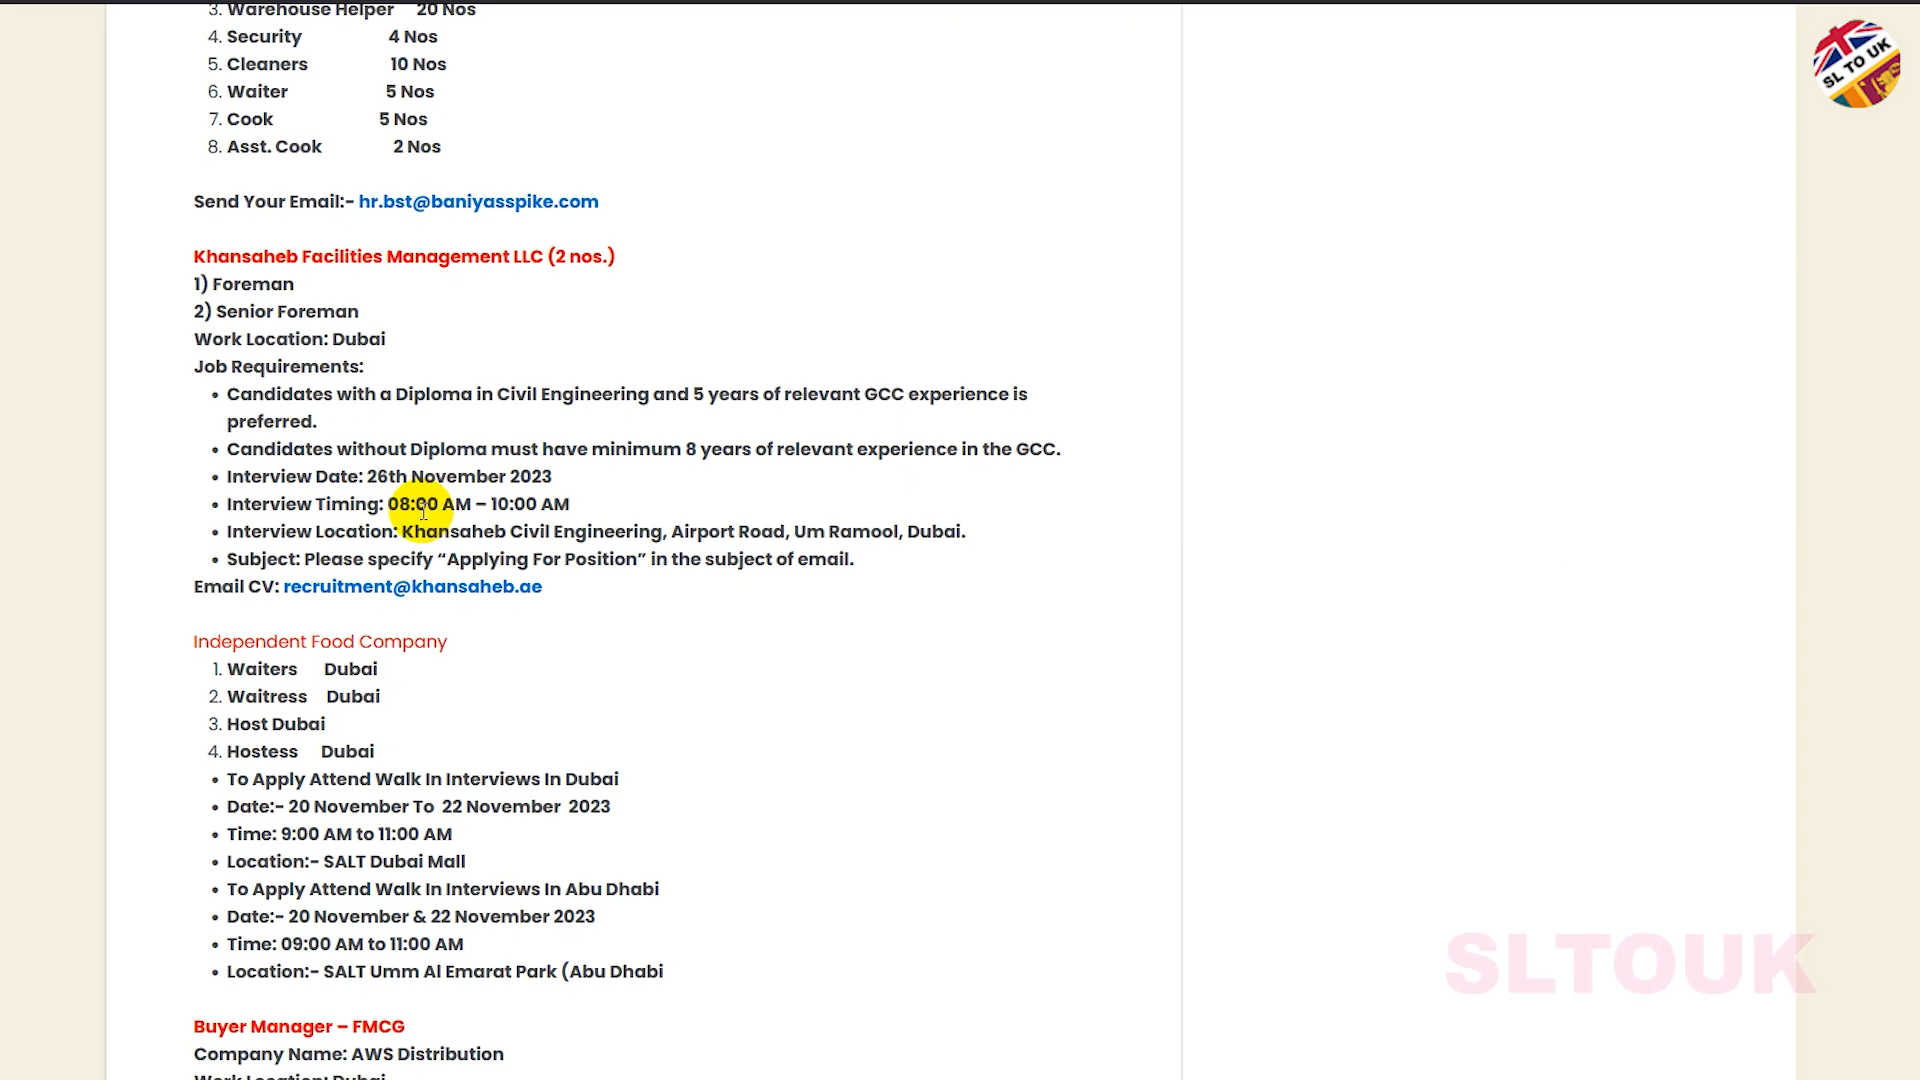 3. Warehouse Helper 20 Nos
4. Security 4 Nos
5. Cleaners 10 Nos
6. Waiter 5 Nos
7. Cook 5 Nos
8. Asst. Cook 2 Nos
Send Your Email:- hr.bst@baniyasspike.com
Khansaheb Facilities Management LLC (2 nos.)
1) Foreman
2) Senior Foreman
Work Location: Dubai
Job Requirements:
• Candidates with a Diploma in Civil Engineering and 5 years of relevant GCC experience is
preferred.
• Candidates without Diploma must have minimum 8 years of relevant experience in the GCC.
• Interview Date: 26th November 2023
• Interview Timing: 08:00 AM – 10:00 AM
• Interview Location: Khansaheb Civil Engineering, Airport Road, Um Ramool, Dubai.
• Subject: Please specify “Applying For Position” in the subject of email.
Email CV: recruitment@khansaheb.ae
Independent Food Company
1. Waiters Dubai
2. Waitress Dubai
3. Host Dubai
4. Hostess Dubai
• To Apply Attend Walk In Interviews In Dubai
• Date:- 20 November To 22 November 2023
• Time: 9:00 AM to 11:00 AM
• Location:- SALT Dubai Mall
• To Apply Attend Walk In Interviews In Abu Dhabi
• Date:- 20 November & 22 November 2023
• Time: 09:00 AM to 11:00 AM
• Location:- SALT Umm Al Emarat Park (Abu Dhabi
Buyer Manager – FMCG
Company Name: AWS Distribution
Work Location: Dubai
SL TO UK
SLTOUK